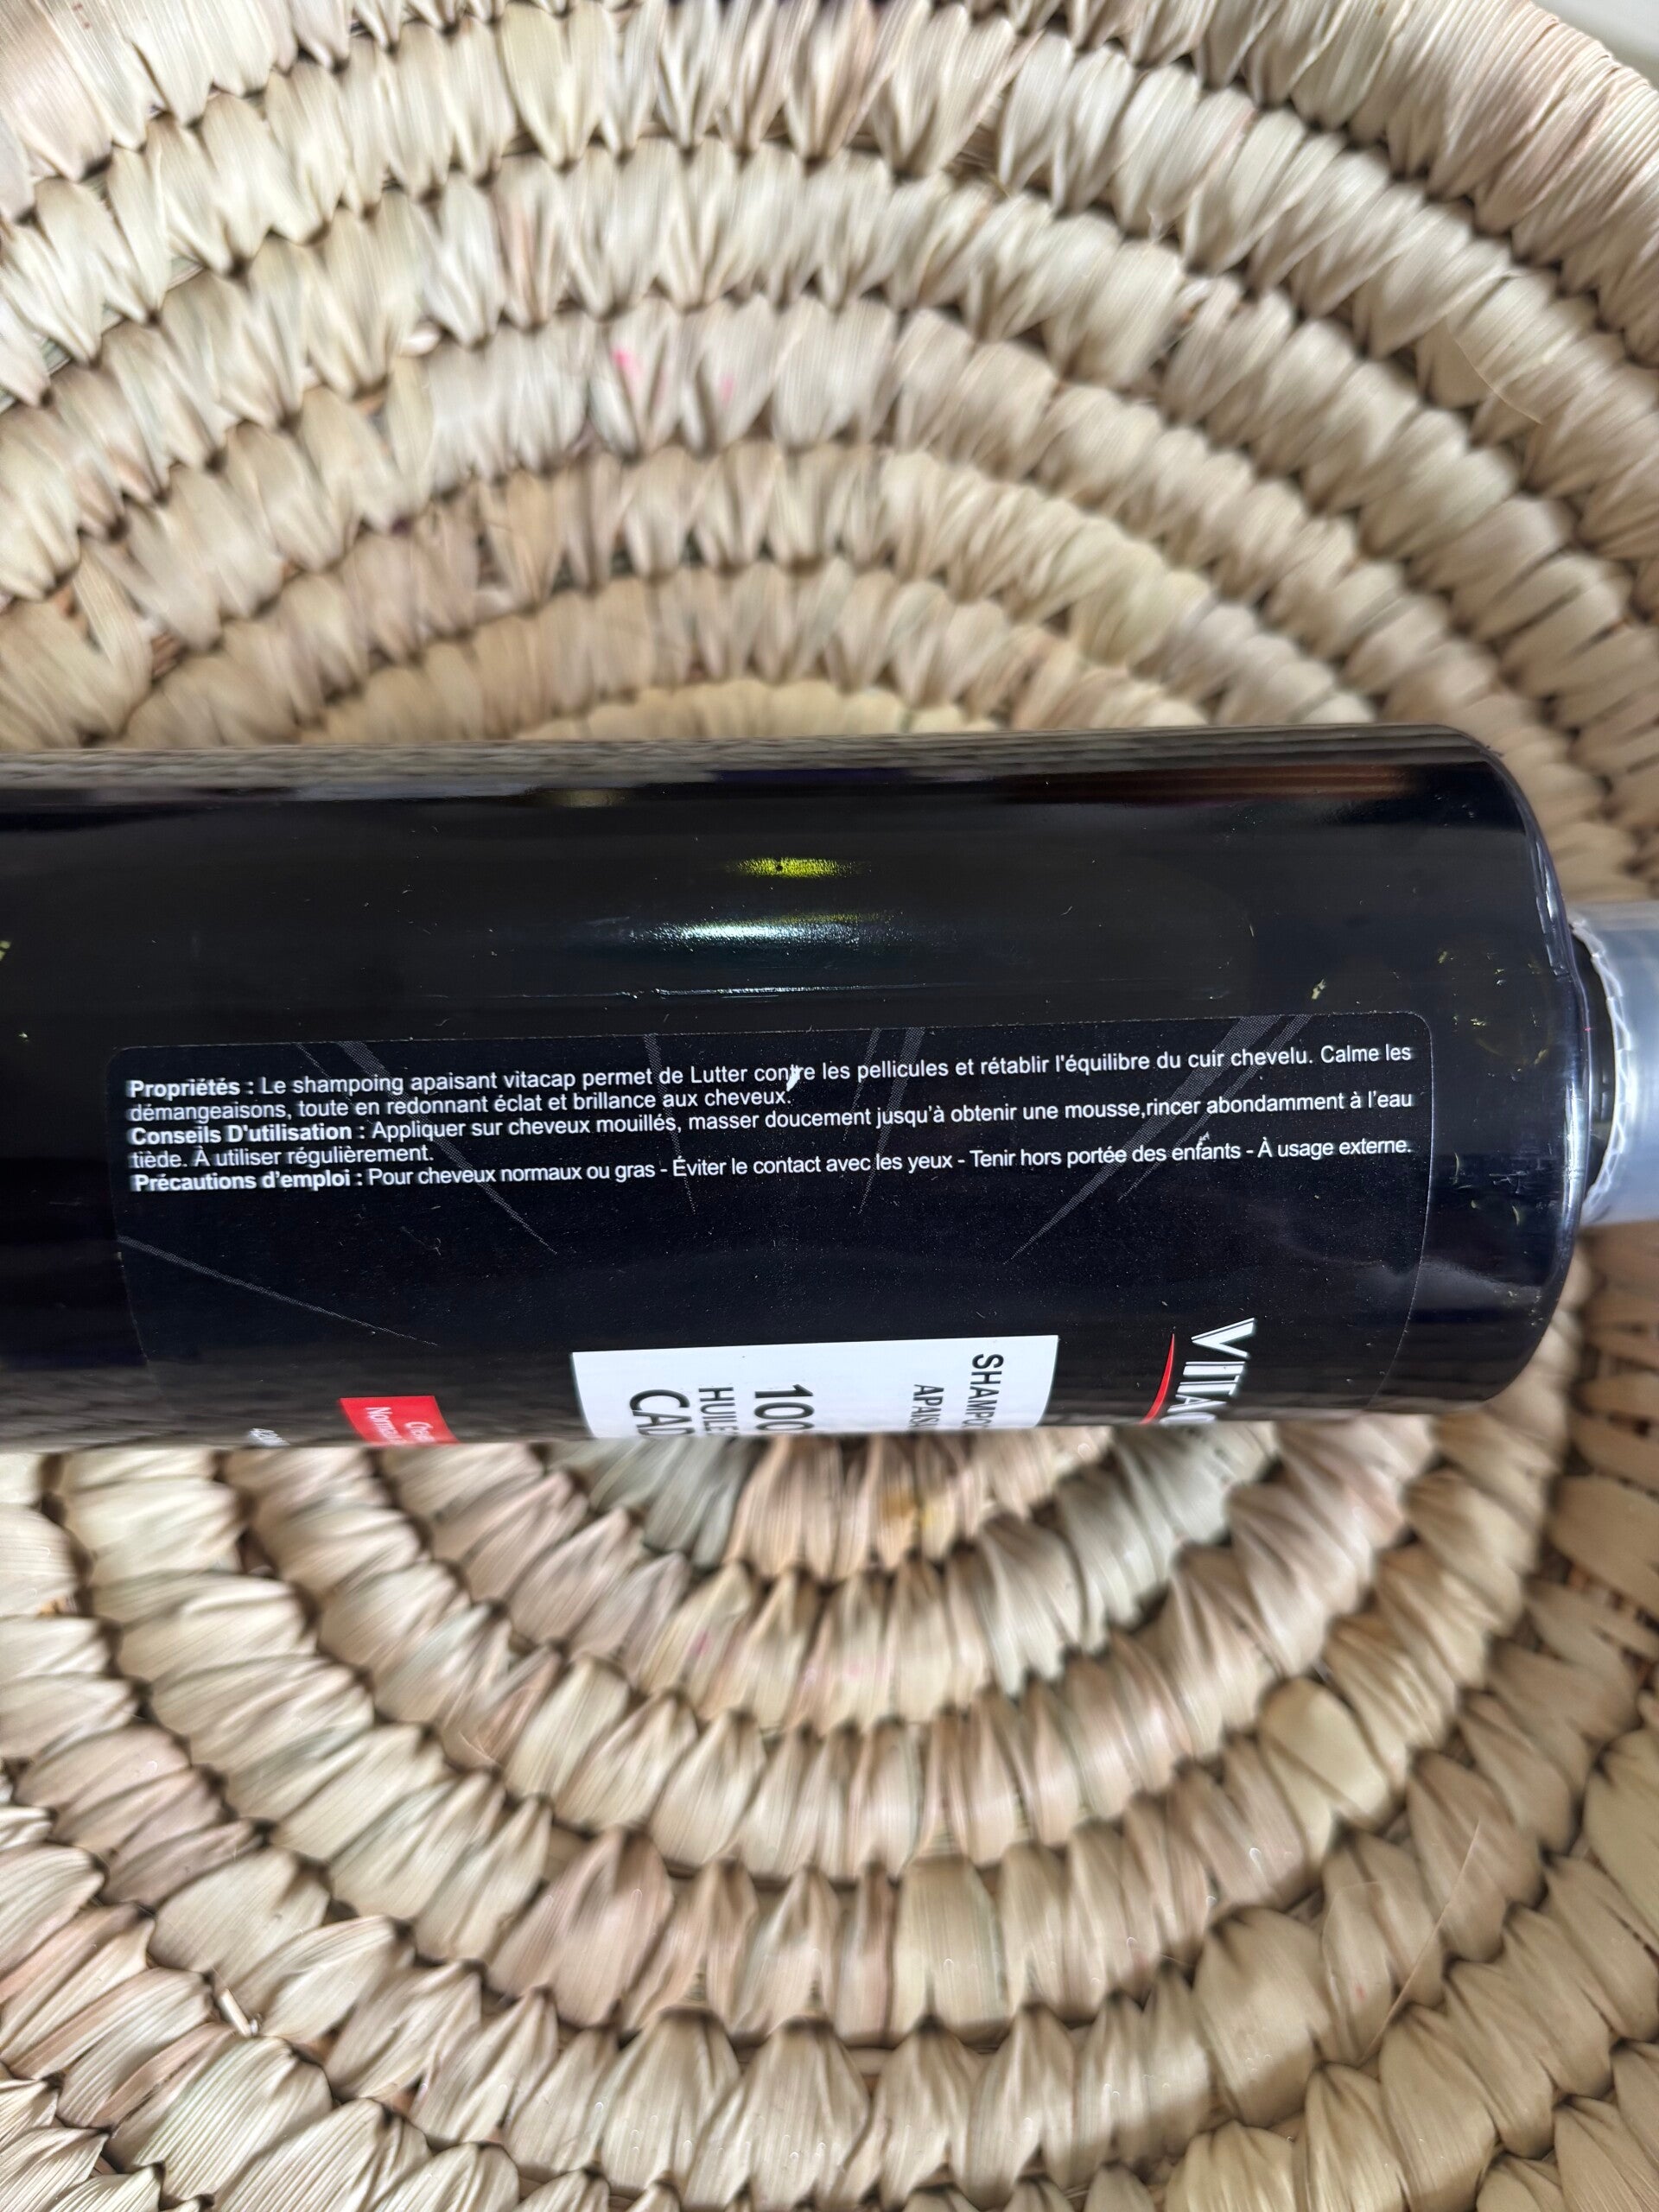 Propriétés : Le shampoing apaisant vitacap permet de Lutter contre les pellicules et rétablir l'équilibre du cuir chevelu. Calme les
démangeaisons, toute en redonnant éclat et brillance aux cheveux.
Conseils D'utilisation : Appliquer sur cheveux mouillés, masser doucement jusqu'à obtenir une mousse,rincer abondamment à l'eau
tiède. À utiliser régulièrement.
Précautions d'emploi : Pour cheveux normaux ou gras - Éviter le contact avec les yeux - Tenir hors portée des enfants - À usage externe.